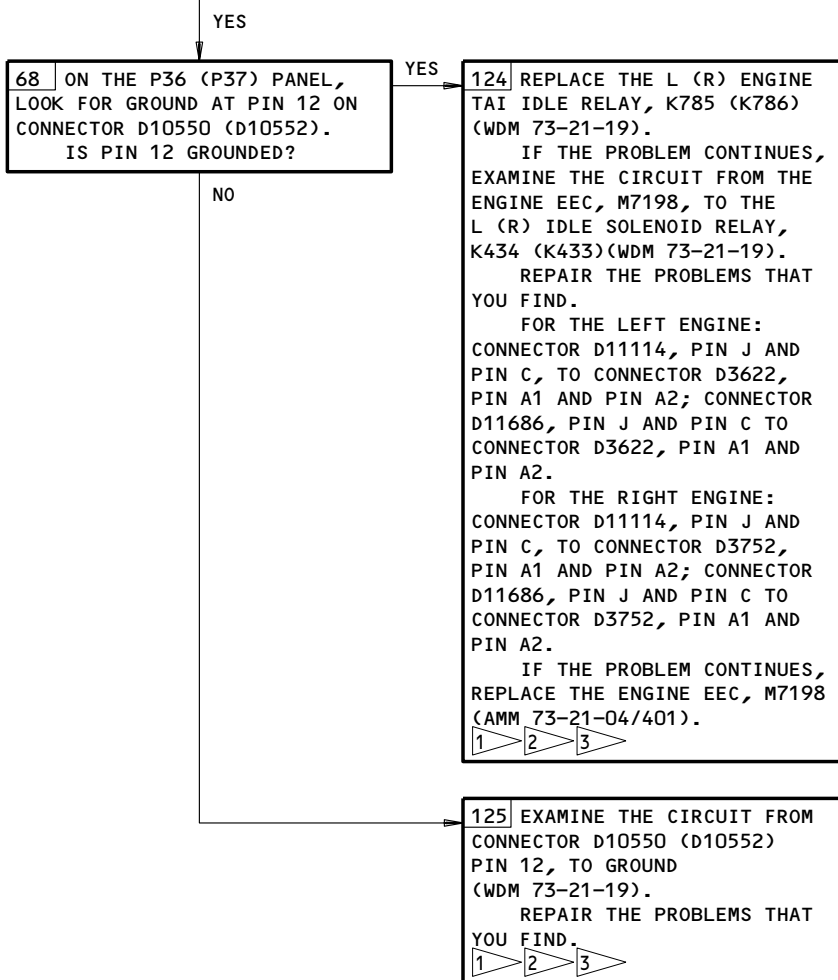 YES
68 ON THE P36 (P37) PANEL,
LOOK FOR GROUND AT PIN 12 ON
CONNECTOR D10550 (D10552).
IS PIN 12 GROUNDED?
YES
NO
124 REPLACE THE L (R) ENGINE
TAI IDLE RELAY, K785 (K786)
(WDM 73-21-19).
IF THE PROBLEM CONTINUES,
EXAMINE THE CIRCUIT FROM THE
ENGINE EEC, M7198, TO THE
L (R) IDLE SOLENOID RELAY,
K434 (K433)(WDM 73-21-19).
REPAIR THE PROBLEMS THAT
YOU FIND.
FOR THE LEFT ENGINE:
CONNECTOR D11114, PIN J AND
PIN C, TO CONNECTOR D3622,
PIN A1 AND PIN A2; CONNECTOR
D11686, PIN J AND PIN C TO
CONNECTOR D3622, PIN A1 AND
PIN A2.
FOR THE RIGHT ENGINE:
CONNECTOR D11114, PIN J AND
PIN C, TO CONNECTOR D3752,
PIN A1 AND PIN A2; CONNECTOR
D11686, PIN J AND PIN C TO
CONNECTOR D3752, PIN A1 AND
PIN A2.
IF THE PROBLEM CONTINUES,
REPLACE THE ENGINE EEC, M7198
(AMM 73-21-04/401).
1 2 3
125 EXAMINE THE CIRCUIT FROM
CONNECTOR D10550 (D10552)
PIN 12, TO GROUND
(WDM 73-21-19).
REPAIR THE PROBLEMS THAT
YOU FIND.
1 2 3